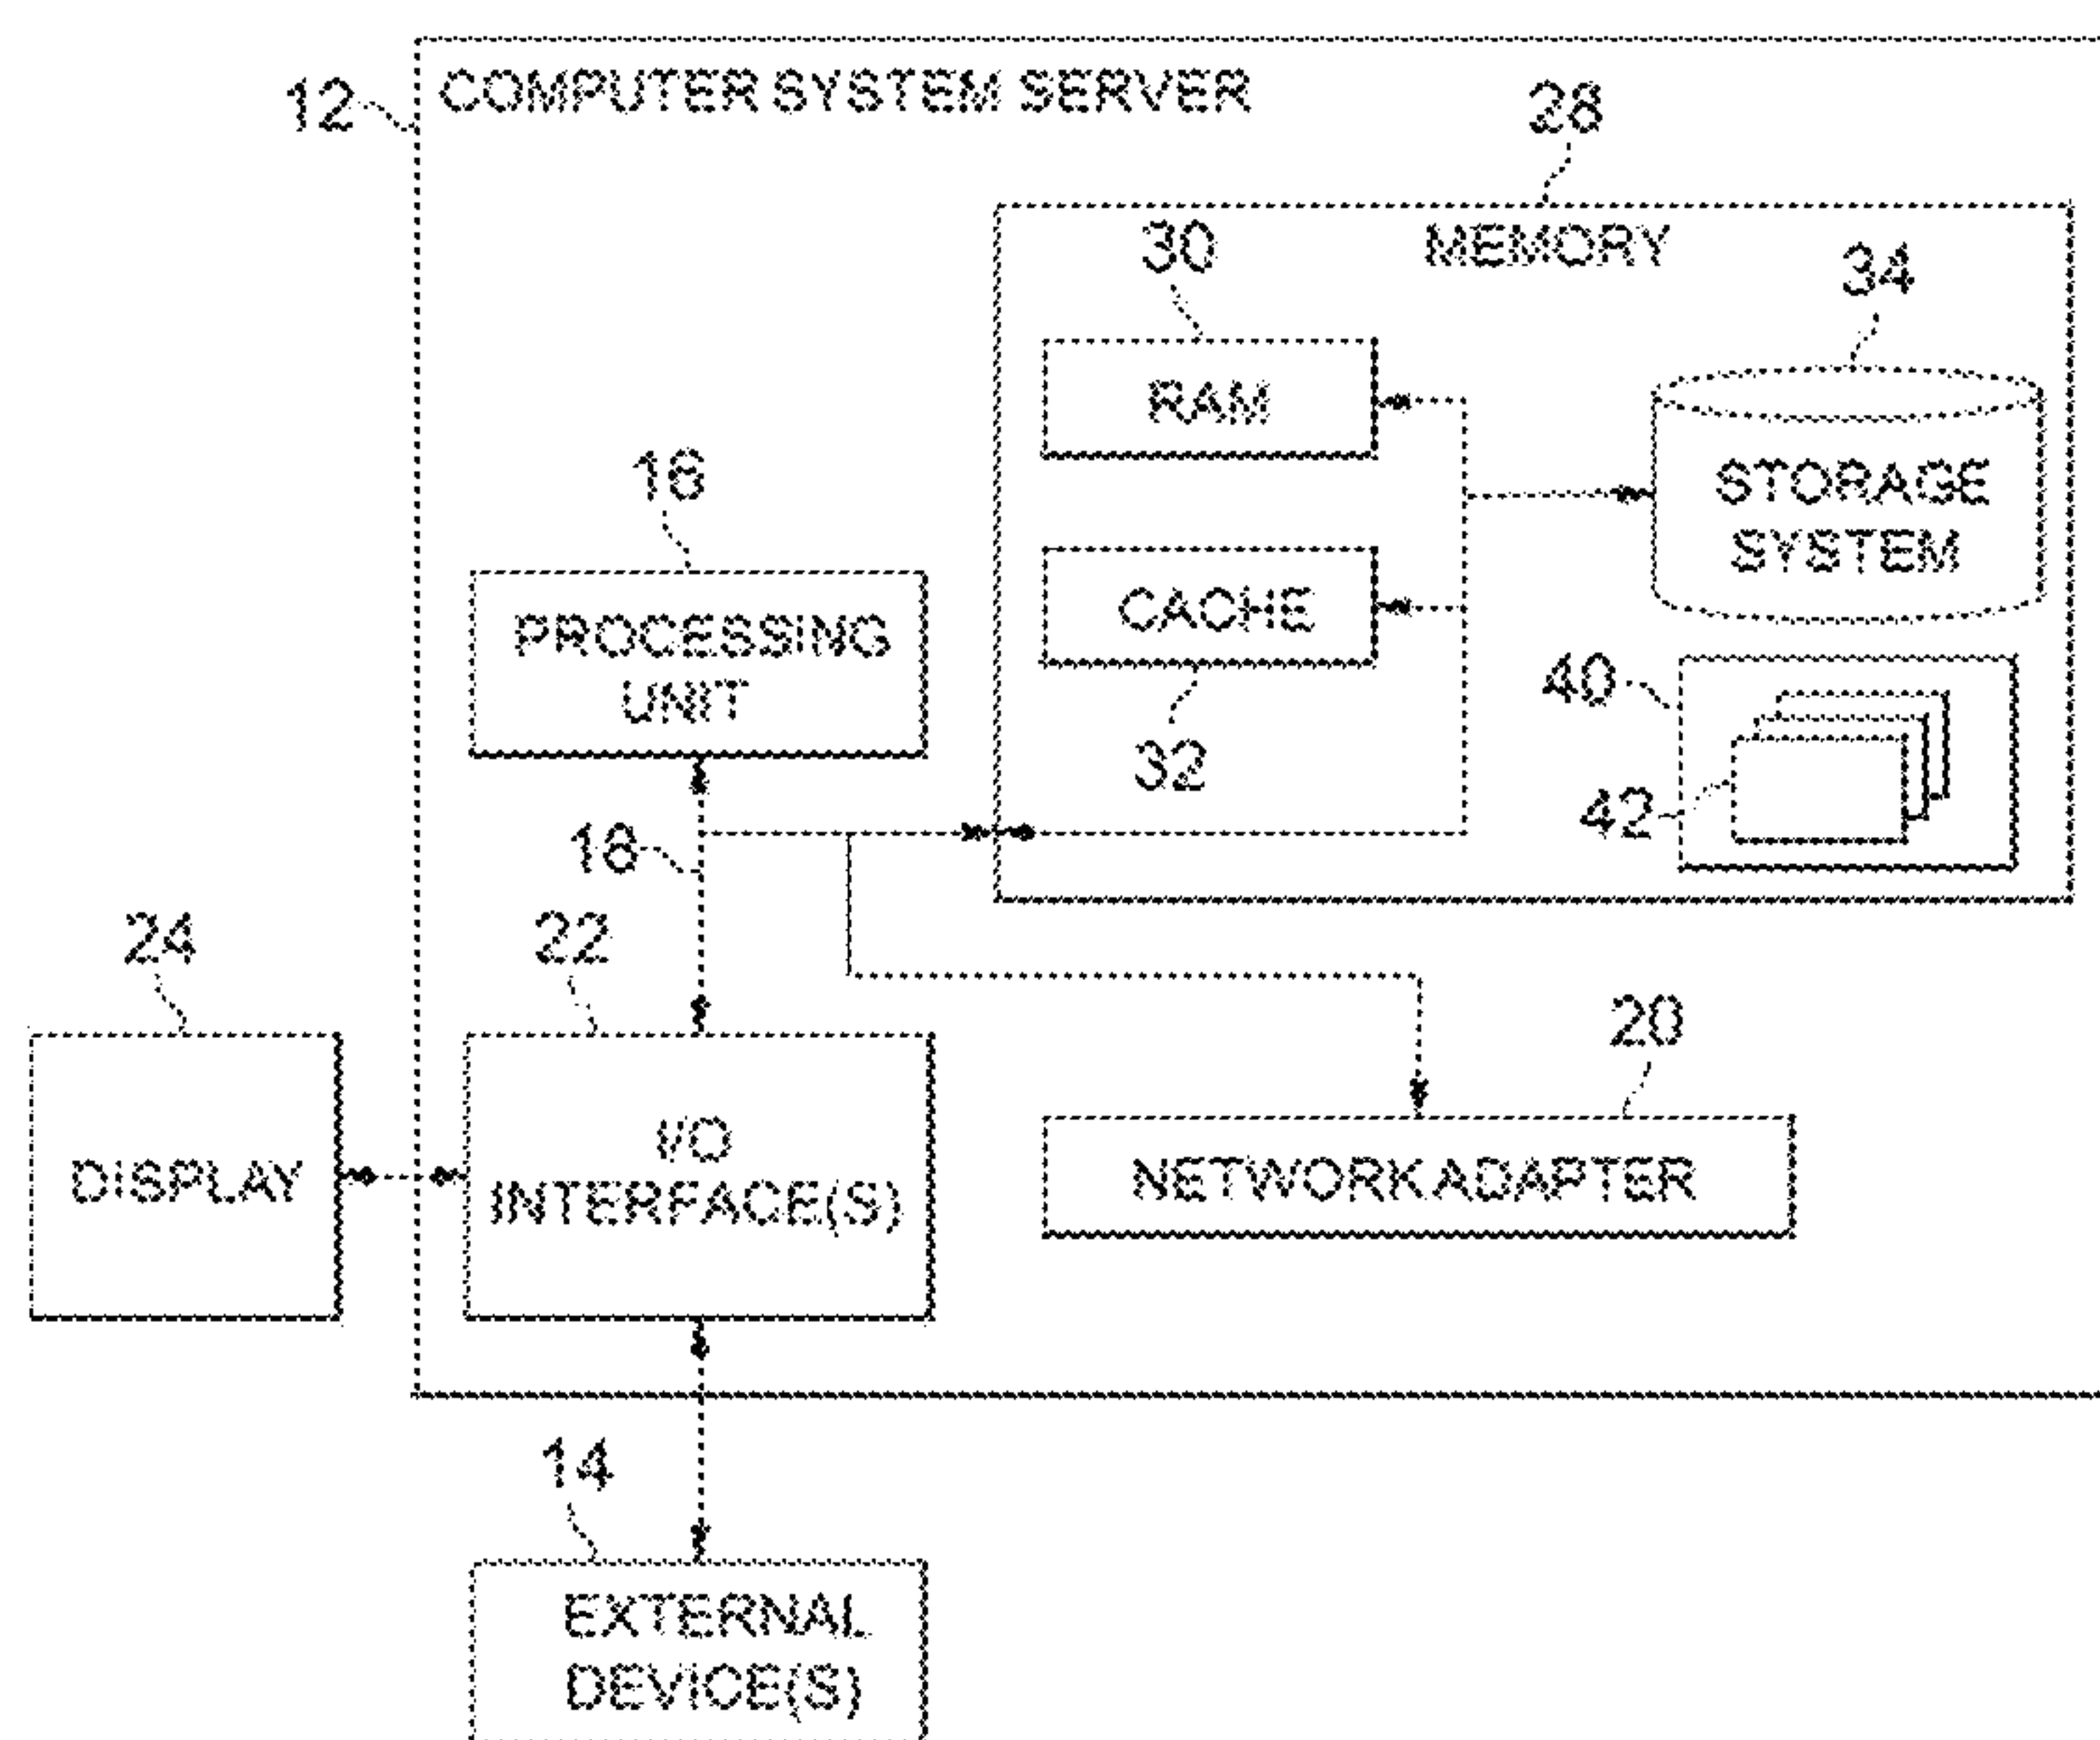 12
COMPUTER SYSTEM SERVER
28
MEMORY
30
34
RAM
STORAGE
SYSTEM
16
PROCESSING
UNIT
CACHE
32
40
42
24
22
20
DISPLAY
I/O
INTERFACE(S)
NETWORK ADAPTER
14
EXTERNAL
DEVICE(S)